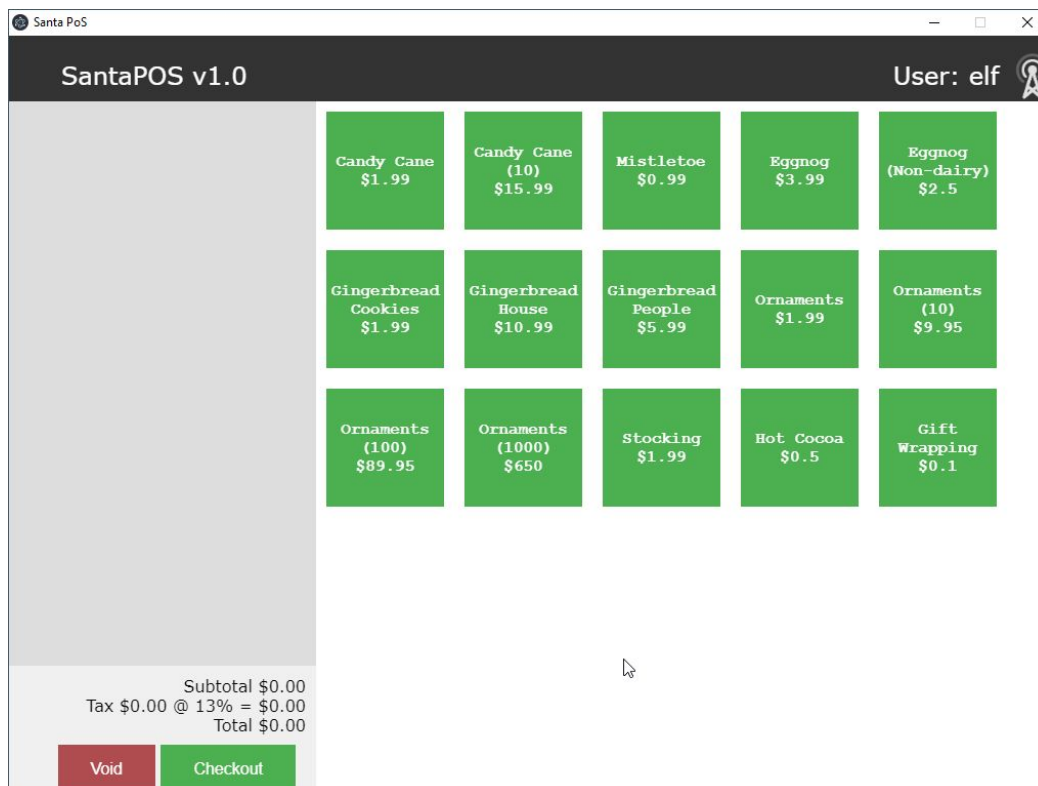 Santa PoS
SantaPOS v1.0
User: elf
Candy Cane
$1.99
Candy Cane
(10)
$15.99
Mistletoe
$0.99
Eggnog
$3.99
Eggnog
(Non-dairy)
$2.5
Gingerbread
Cookies
$1.99
Gingerbread
House
$10.99
Gingerbread
People
$5.99
Ornaments
$1.99
Ornaments
(10)
$9.95
Ornaments
(100)
$89.95
Ornaments
(1000)
$650
Stocking
$1.99
Hot Cocoa
$0.5
Gift
Wrapping
$0.1
Subtotal $0.00
Tax $0.00 @ 13% = $0.00
Total $0.00
Void
Checkout